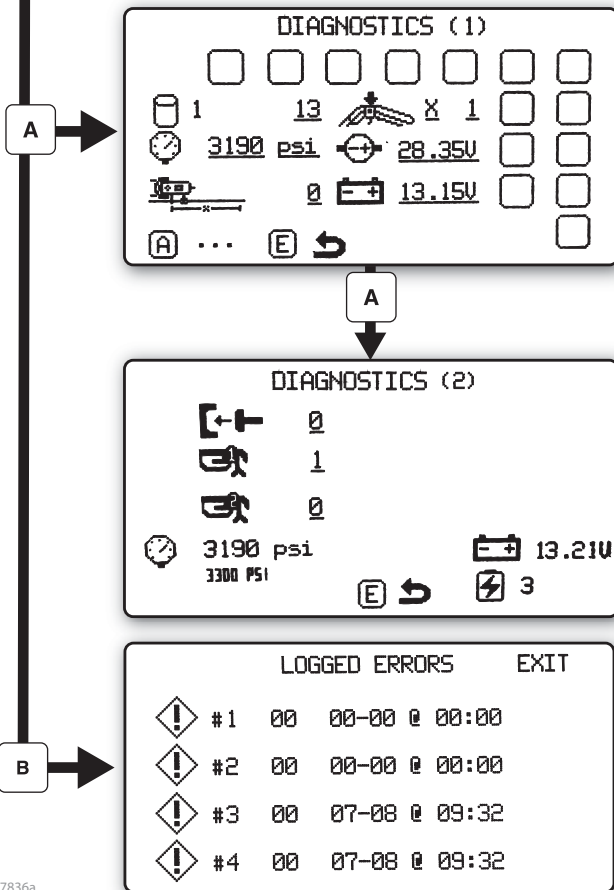 DIAGNOSTICS (1)
1 13 X 1
A
3190 psi -+ 28.35V
x 0 - + 13.15V
A ... E
A
DIAGNOSTICS (2)
0
1
0
3190 psi - + 13.21V
3300 PSI
E 3
LOGGED ERRORS EXIT
! #1 00 00-00 @ 00:00
! #2 00 00-00 @ 00:00
B
! #3 00 07-08 @ 09:32
! #4 00 07-08 @ 09:32
7836a